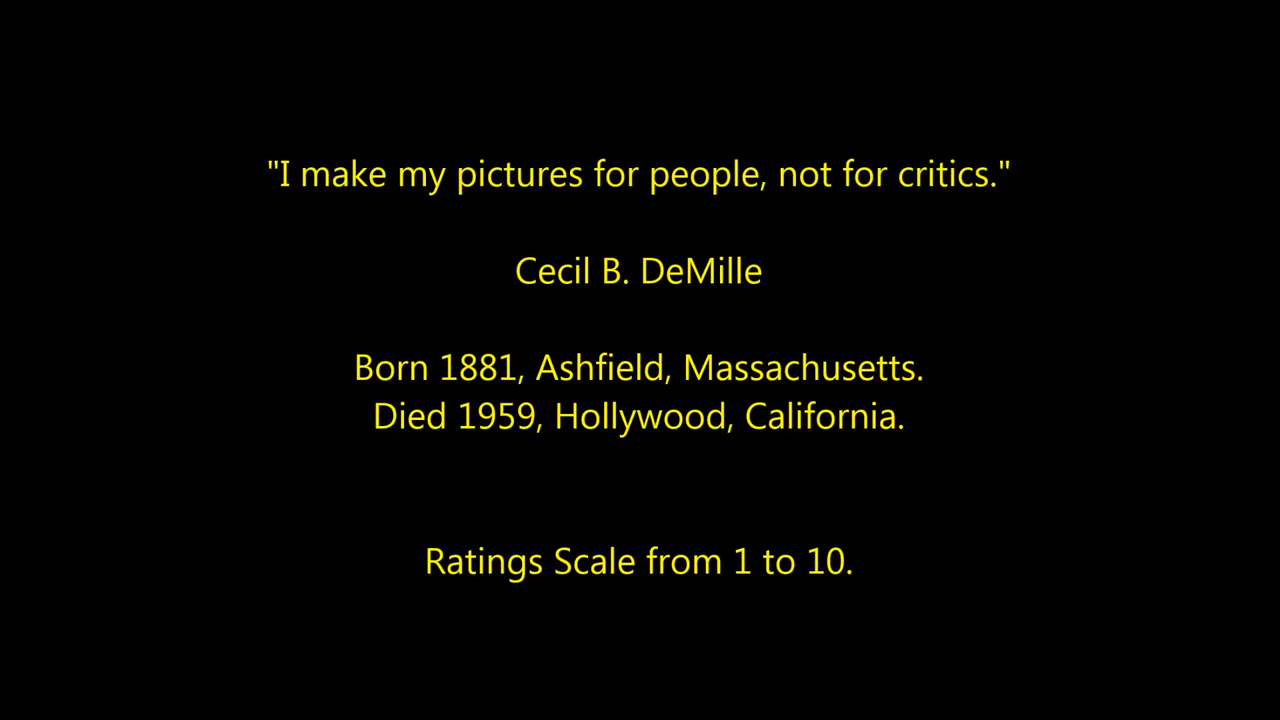 "I make my pictures for people, not for critics."
Cecil B. DeMille
Born 1881, Ashfield, Massachusetts.
Died 1959, Hollywood, California.
Ratings Scale from 1 to 10.